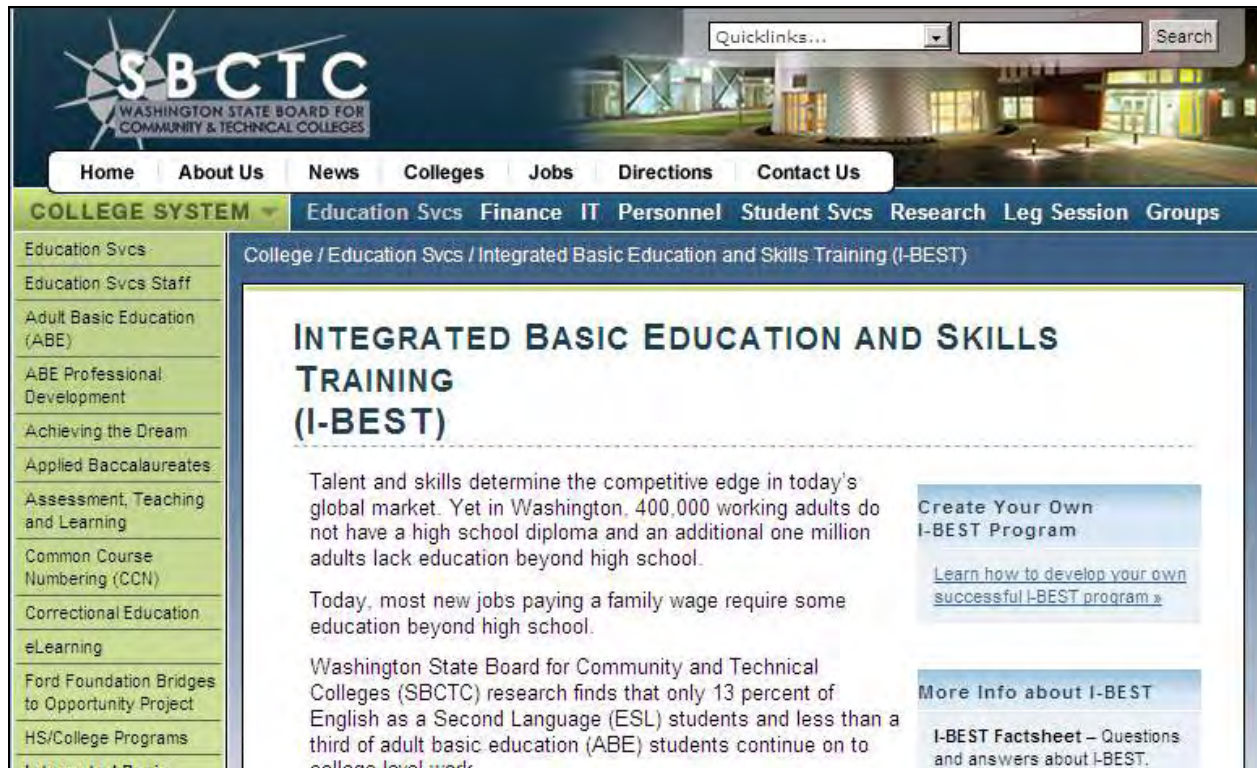 Quicklinks...
Search
SBCTC
WASHINGTON STATE BOARD FOR
COMMUNITY & TECHNICAL COLLEGES
Home About Us News Colleges Jobs Directions Contact Us
COLLEGE SYSTEM Education Svcs Finance IT Personnel Student Svcs Research Leg Session Groups
Education Svcs
Education Svcs Staff
Adult Basic Education
(ABE)
ABE Professional
Development
Achieving the Dream
Applied Baccalaureates
Assessment, Teaching
and Learning
Common Course
Numbering (CCN)
Correctional Education
eLearning
Ford Foundation Bridges
to Opportunity Project
HS/College Programs
College / Education Svcs / Integrated Basic Education and Skills Training (I-BEST)
INTEGRATED BASIC EDUCATION AND SKILLS
TRAINING
(I-BEST)
Talent and skills determine the competitive edge in today's
global market. Yet in Washington, 400,000 working adults do
not have a high school diploma and an additional one million
adults lack education beyond high school.
Today, most new jobs paying a family wage require some
education beyond high school.
Washington State Board for Community and Technical
Colleges (SBCTC) research finds that only 13 percent of
English as a Second Language (ESL) students and less than a
third of adult basic education (ABE) students continue on to
college-level work.
Create Your Own
I-BEST Program
Learn how to develop your own
successful I-BEST program »
More Info about I-BEST
I-BEST Factsheet – Questions
and answers about I-BEST.